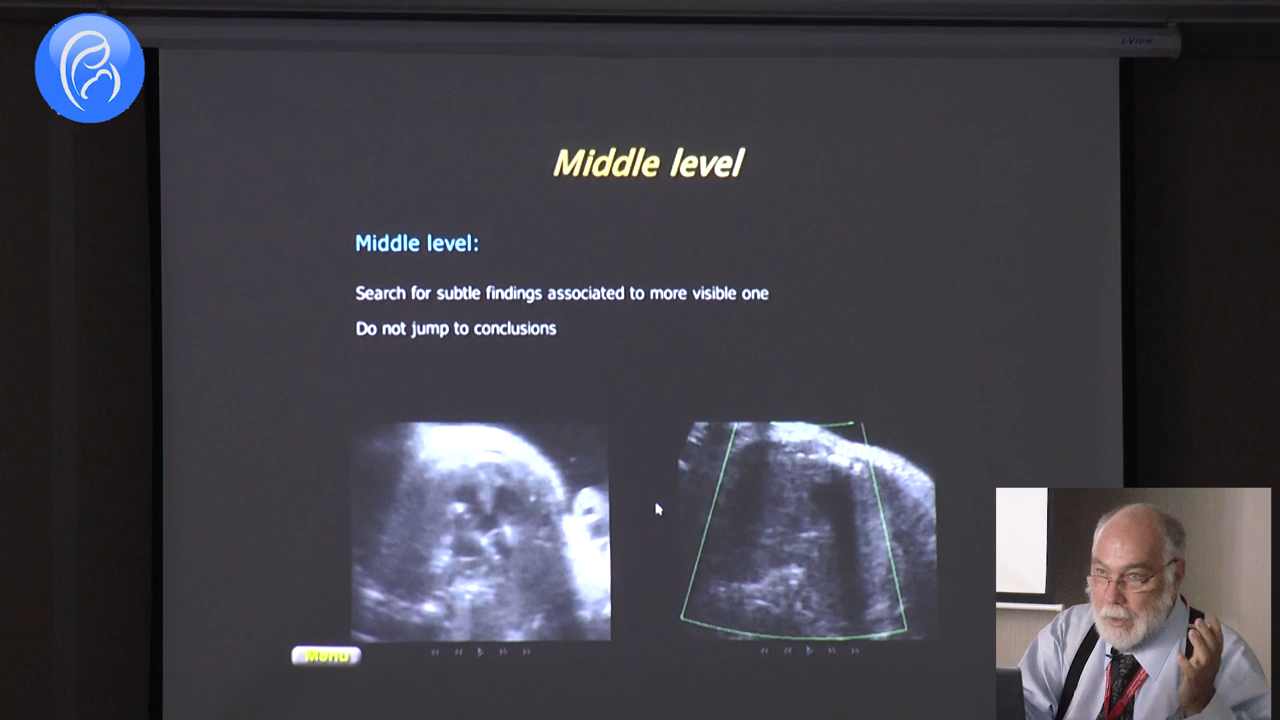 i-View
Middle level
Middle level:
Search for subtle findings associated to more visible one
Do not jump to conclusions
Menu